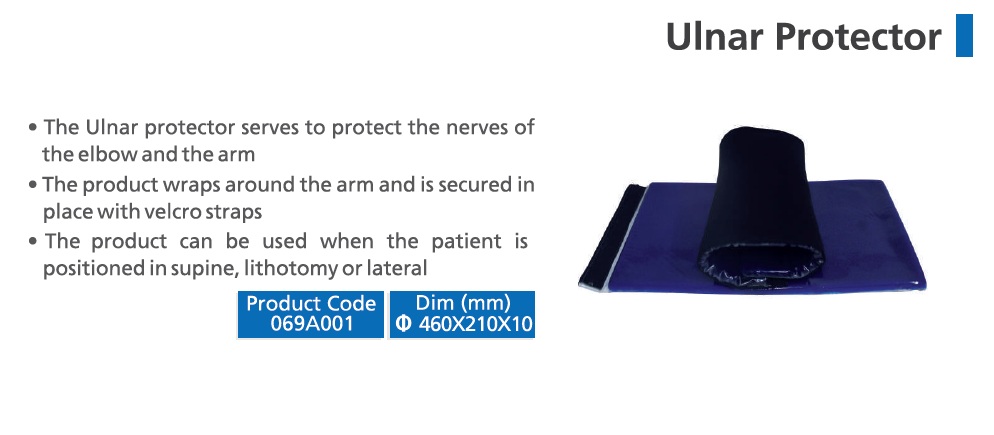 Ulnar Protector
• The Ulnar protector serves to protect the nerves of
the elbow and the arm
• The product wraps around the arm and is secured in
place with velcro straps
• The product can be used when the patient is
positioned in supine, lithotomy or lateral
Product Code
069A001
Dim (mm)
Φ 460X210X10